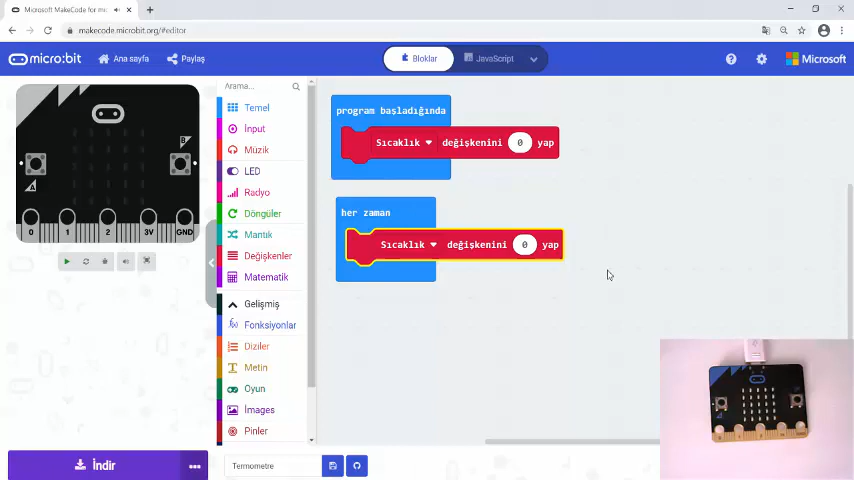 Microsoft MakeCode for mi
makecode.microbit.org/#editor
micro:bit
Ana sayfa
Paylaş
Bloklar
JavaScript
Microsoft
Arama...
Temel
Input
Müzik
LED
Radyo
Döngüler
Mantık
Değişkenler
Matematik
Gelişmiş
Fonksiyonlar
Diziler
Metin
Oyun
Images
Pinler
program başladığında
Sıcaklık değişkenini 0 yap
her zaman
Sıcaklık değişkenini 0 yap
A
B
0 1 2 3V GND
İndir
Termometre